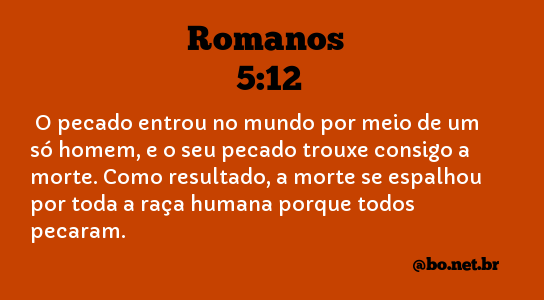 Romanos
5:12
O pecado entrou no mundo por meio de um
só homem, e o seu pecado trouxe consigo a
morte. Como resultado, a morte se espalhou
por toda a raça humana porque todos
pecaram.
@bo.net.br